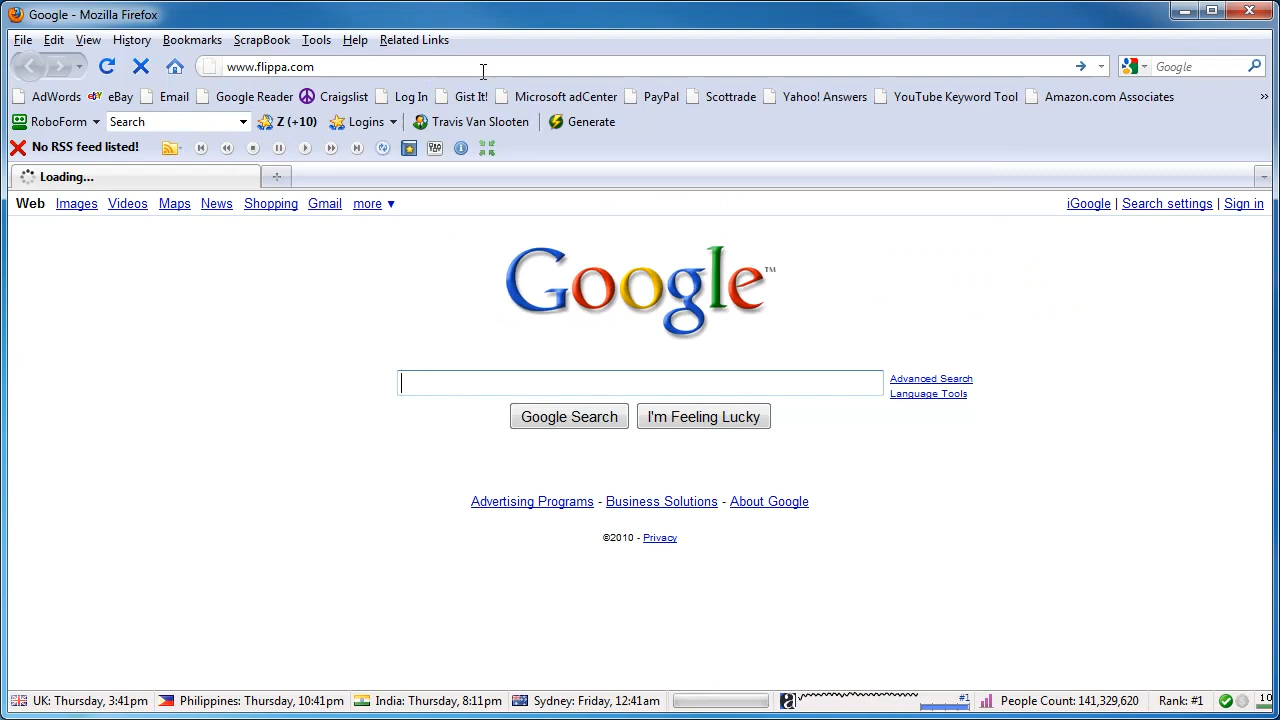 Google - Mozilla Firefox
File Edit View History Bookmarks ScrapBook Tools Help Related Links
www.flippa.com Google
AdWords eBay Email Google Reader Craigslist Log In Gist It! Microsoft adCenter PayPal Scottrade Yahoo! Answers YouTube Keyword Tool Amazon.com Associates »
RoboForm Search Z (+10) Logins Travis Van Slooten Generate
No RSS feed listed!
Loading...
Web Images Videos Maps News Shopping Gmail more ▼ iGoogle | Search settings | Sign in
Google™
Advanced Search
Language Tools
Google Search I'm Feeling Lucky
Advertising Programs - Business Solutions - About Google
©2010 - Privacy
UK: Thursday, 3:41pm Philippines: Thursday, 10:41pm India: Thursday, 8:11pm Sydney: Friday, 12:41am a #1 People Count: 141,329,620 Rank: #1 10